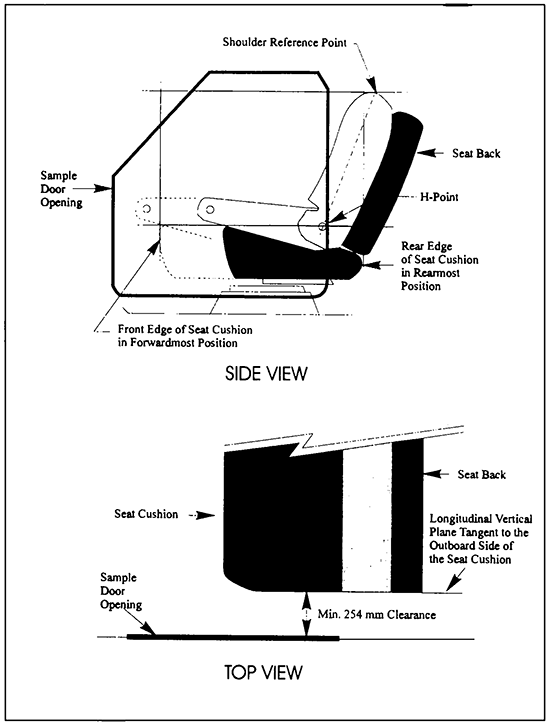 Shoulder Reference Point
Sample
Door
Opening
Seat Back
H-Point
Rear Edge
of Seat Cushion
in Rearmost
Position
Front Edge of Seat Cushion
in Forwardmost Position
SIDE VIEW
Seat Back
Seat Cushion
Longitudinal Vertical
Plane Tangent to the
Outboard Side of
the Seat Cushion
Sample
Door
Opening
Min. 254 mm Clearance
TOP VIEW